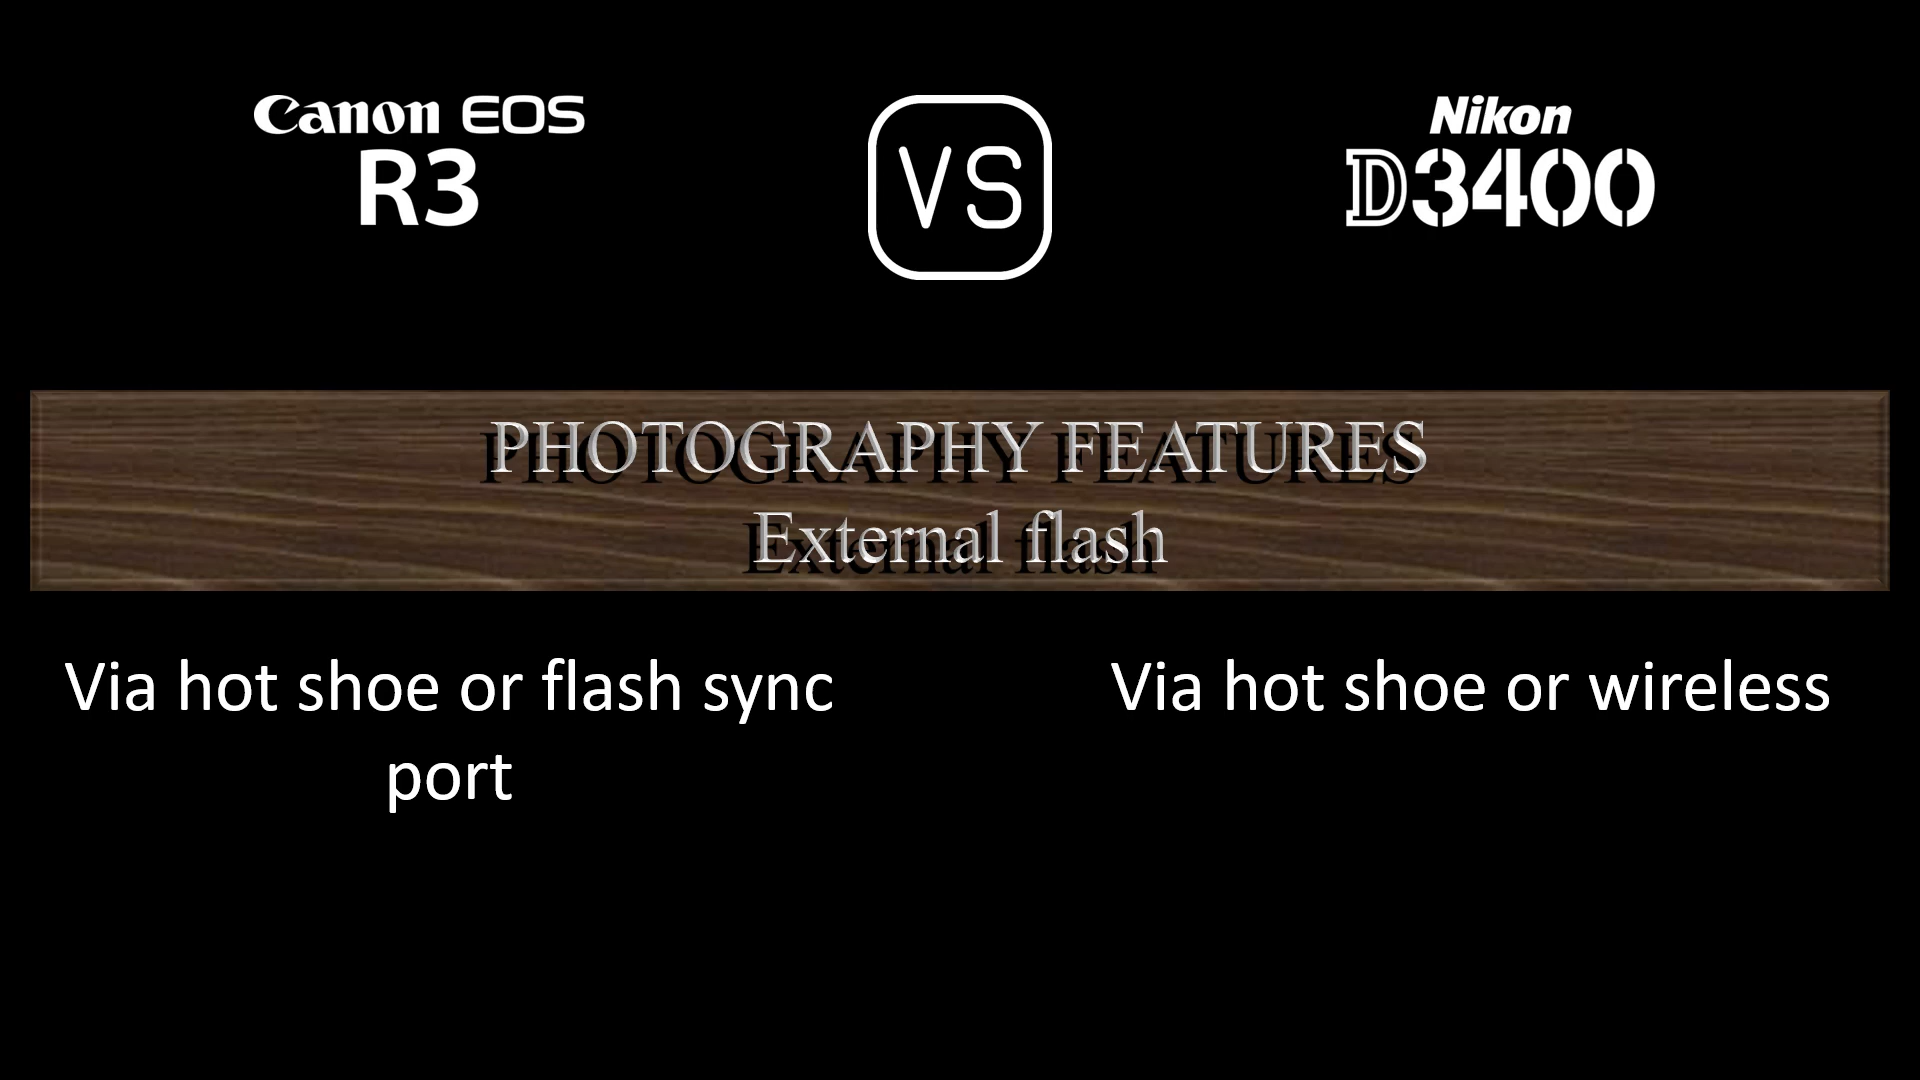 Canon EOS
R3
VS
Nikon
D3400
PHOTOGRAPHY FEATURES
External flash
Via hot shoe or flash sync
port
Via hot shoe or wireless